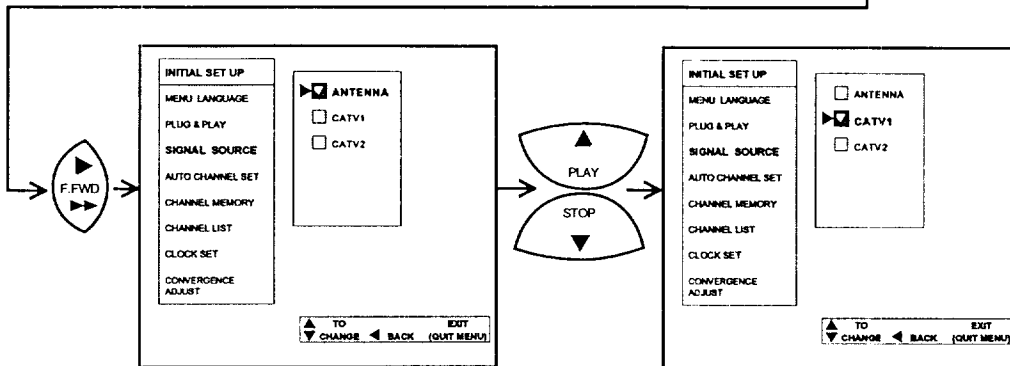 F.FWD
INITIAL SET UP
MENU LANGUAGE
PLUG & PLAY
SIGNAL SOURCE
AUTO CHANNEL SET
CHANNEL MEMORY
CHANNEL LIST
CLOCK SET
CONVERGENCE
ADJUST
ANTENNA
CATV1
CATV2
TO EXIT
CHANGE BACK (QUIT MENU)
PLAY
STOP
INITIAL SET UP
MENU LANGUAGE
PLUG & PLAY
SIGNAL SOURCE
AUTO CHANNEL SET
CHANNEL MEMORY
CHANNEL LIST
CLOCK SET
CONVERGENCE
ADJUST
ANTENNA
CATV1
CATV2
TO EXIT
CHANGE BACK (QUIT MENU)